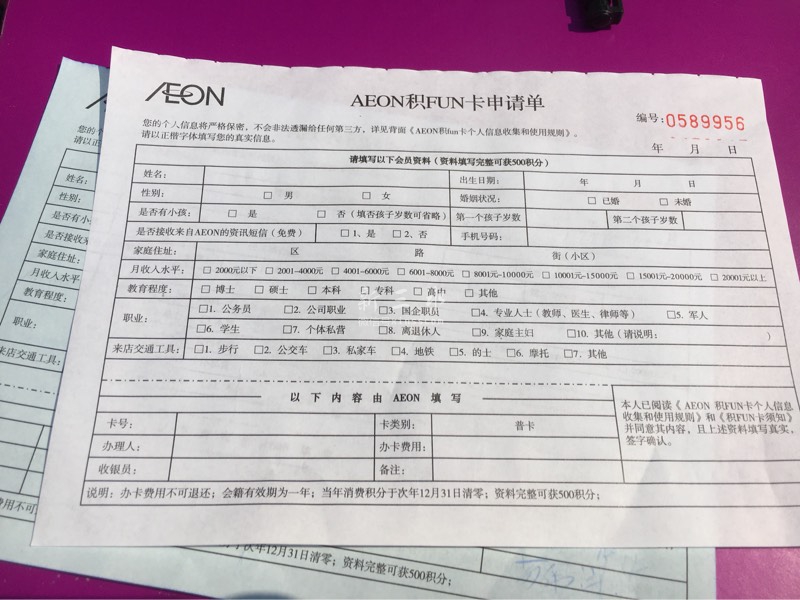 AEON
AEON积FUN卡申请单
编号:0589956
您的个人信息将严格保密，不会非法透漏给任何第三方，详见背面《AEON积fun卡个人信息收集和使用规则》。
请以正楷字体填写您的真实信息。
年 月 日
请填写以下会员资料（资料填写完整可获500积分）
姓名： 出生日期： 年 月 日
性别： □ 男 □ 女 婚姻状况： □ 已婚 □ 未婚
是否有小孩： □ 是 □ 否（填否孩子岁数可省略） 第一个孩子岁数 第二个孩子岁数
是否接收来自AEON的资讯短信（免费） □ 1、是 □ 2、否 手机号码：
家庭住址： 区 路 街（小区）
月收入水平： □ 2000元以下 □ 2001-4000元 □ 4001-6000元 □ 6001-8000元 □ 8001元-10000元 □ 10001元-15000元 □ 15001元-20000元 □ 20001元以上
教育程度： □ 博士 □ 硕士 □ 本科 □ 专科 □ 高中 □ 其他
职业： □1. 公务员 □2. 公司职业 □3. 国企职员 □4. 专业人士（教师、医生、律师等） □5. 军人
□6. 学生 □7. 个体私营 □8. 离退休人 □9. 家庭主妇 □10. 其他（请说明： ）
来店交通工具： □1. 步行 □2. 公交车 □3. 私家车 □4. 地铁 □5. 的士 □6. 摩托 □7. 其他
以下内容由 AEON 填写
本人已阅读《 AEON 积FUN卡个人信息
收集和使用规则》和《积FUN卡须知》
并同意其内容，且上述资料填写真实，
签字确认。
卡号： 卡类别： 普卡
办理人： 办卡费用：
收银员： 备注：
说明：办卡费用不可退还；会籍有效期为一年；当年消费积分于次年12月31日清零；资料完整可获500积分；
您的个
请以正
姓名：
性别：
是否有小孩
是否接收来
家庭住址：
月收入水平：
教育程度：
职业：
来店交通工具：
费用不可
次年12月31日清零；资料完整可获500积分；